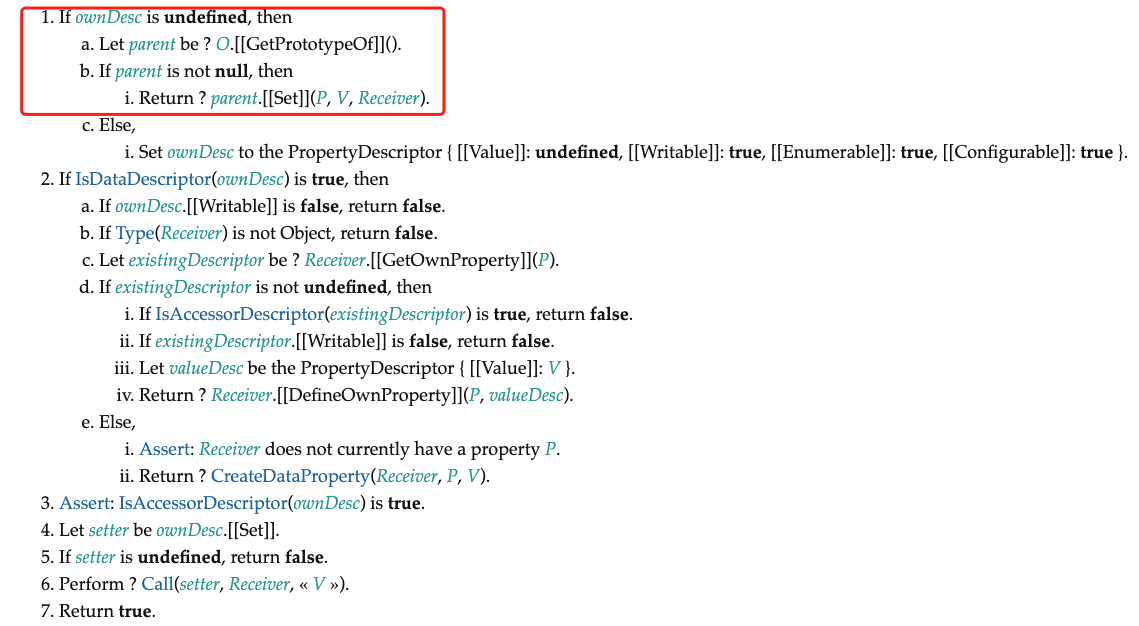 1. If ownDesc is undefined, then
a. Let parent be ? O.[[GetPrototypeOf]]().
b. If parent is not null, then
i. Return ? parent.[[Set]](P, V, Receiver).
c. Else,
i. Set ownDesc to the PropertyDescriptor { [[Value]]: undefined, [[Writable]]: true, [[Enumerable]]: true, [[Configurable]]: true }.
2. If IsDataDescriptor(ownDesc) is true, then
a. If ownDesc.[[Writable]] is false, return false.
b. If Type(Receiver) is not Object, return false.
c. Let existingDescriptor be ? Receiver.[[GetOwnProperty]](P).
d. If existingDescriptor is not undefined, then
i. If IsAccessorDescriptor(existingDescriptor) is true, return false.
ii. If existingDescriptor.[[Writable]] is false, return false.
iii. Let valueDesc be the PropertyDescriptor { [[Value]]: V }.
iv. Return ? Receiver.[[DefineOwnProperty]](P, valueDesc).
e. Else,
i. Assert: Receiver does not currently have a property P.
ii. Return ? CreateDataProperty(Receiver, P, V).
3. Assert: IsAccessorDescriptor(ownDesc) is true.
4. Let setter be ownDesc.[[Set]].
5. If setter is undefined, return false.
6. Perform ? Call(setter, Receiver, « V »).
7. Return true.